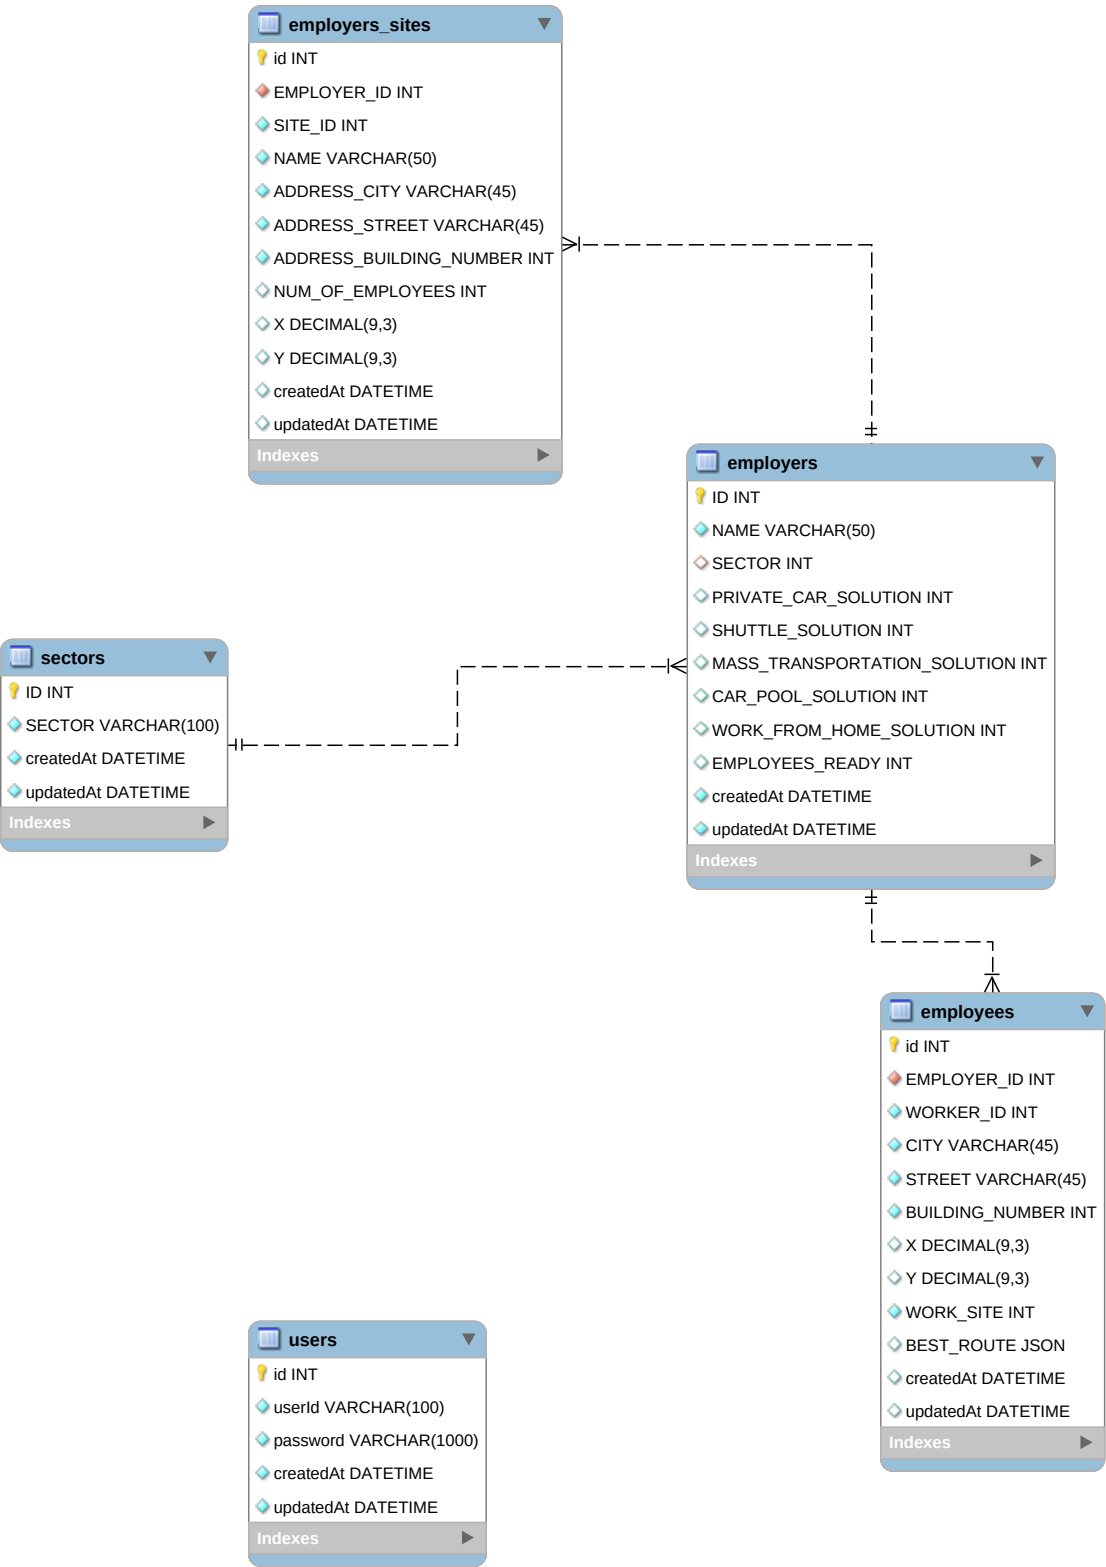 employers_sites
id INT
EMPLOYER_ID INT
SITE_ID INT
NAME VARCHAR(50)
ADDRESS_CITY VARCHAR(45)
ADDRESS_STREET VARCHAR(45)
ADDRESS_BUILDING_NUMBER INT
NUM_OF_EMPLOYEES INT
X DECIMAL(9,3)
Y DECIMAL(9,3)
createdAt DATETIME
updatedAt DATETIME
Indexes
employers
ID INT
NAME VARCHAR(50)
SECTOR INT
PRIVATE_CAR_SOLUTION INT
SHUTTLE_SOLUTION INT
MASS_TRANSPORTATION_SOLUTION INT
CAR_POOL_SOLUTION INT
WORK_FROM_HOME_SOLUTION INT
EMPLOYEES_READY INT
createdAt DATETIME
updatedAt DATETIME
Indexes
sectors
ID INT
SECTOR VARCHAR(100)
createdAt DATETIME
updatedAt DATETIME
Indexes
employees
id INT
EMPLOYER_ID INT
WORKER_ID INT
CITY VARCHAR(45)
STREET VARCHAR(45)
BUILDING_NUMBER INT
X DECIMAL(9,3)
Y DECIMAL(9,3)
WORK_SITE INT
BEST_ROUTE JSON
createdAt DATETIME
updatedAt DATETIME
Indexes
users
id INT
userId VARCHAR(100)
password VARCHAR(1000)
createdAt DATETIME
updatedAt DATETIME
Indexes